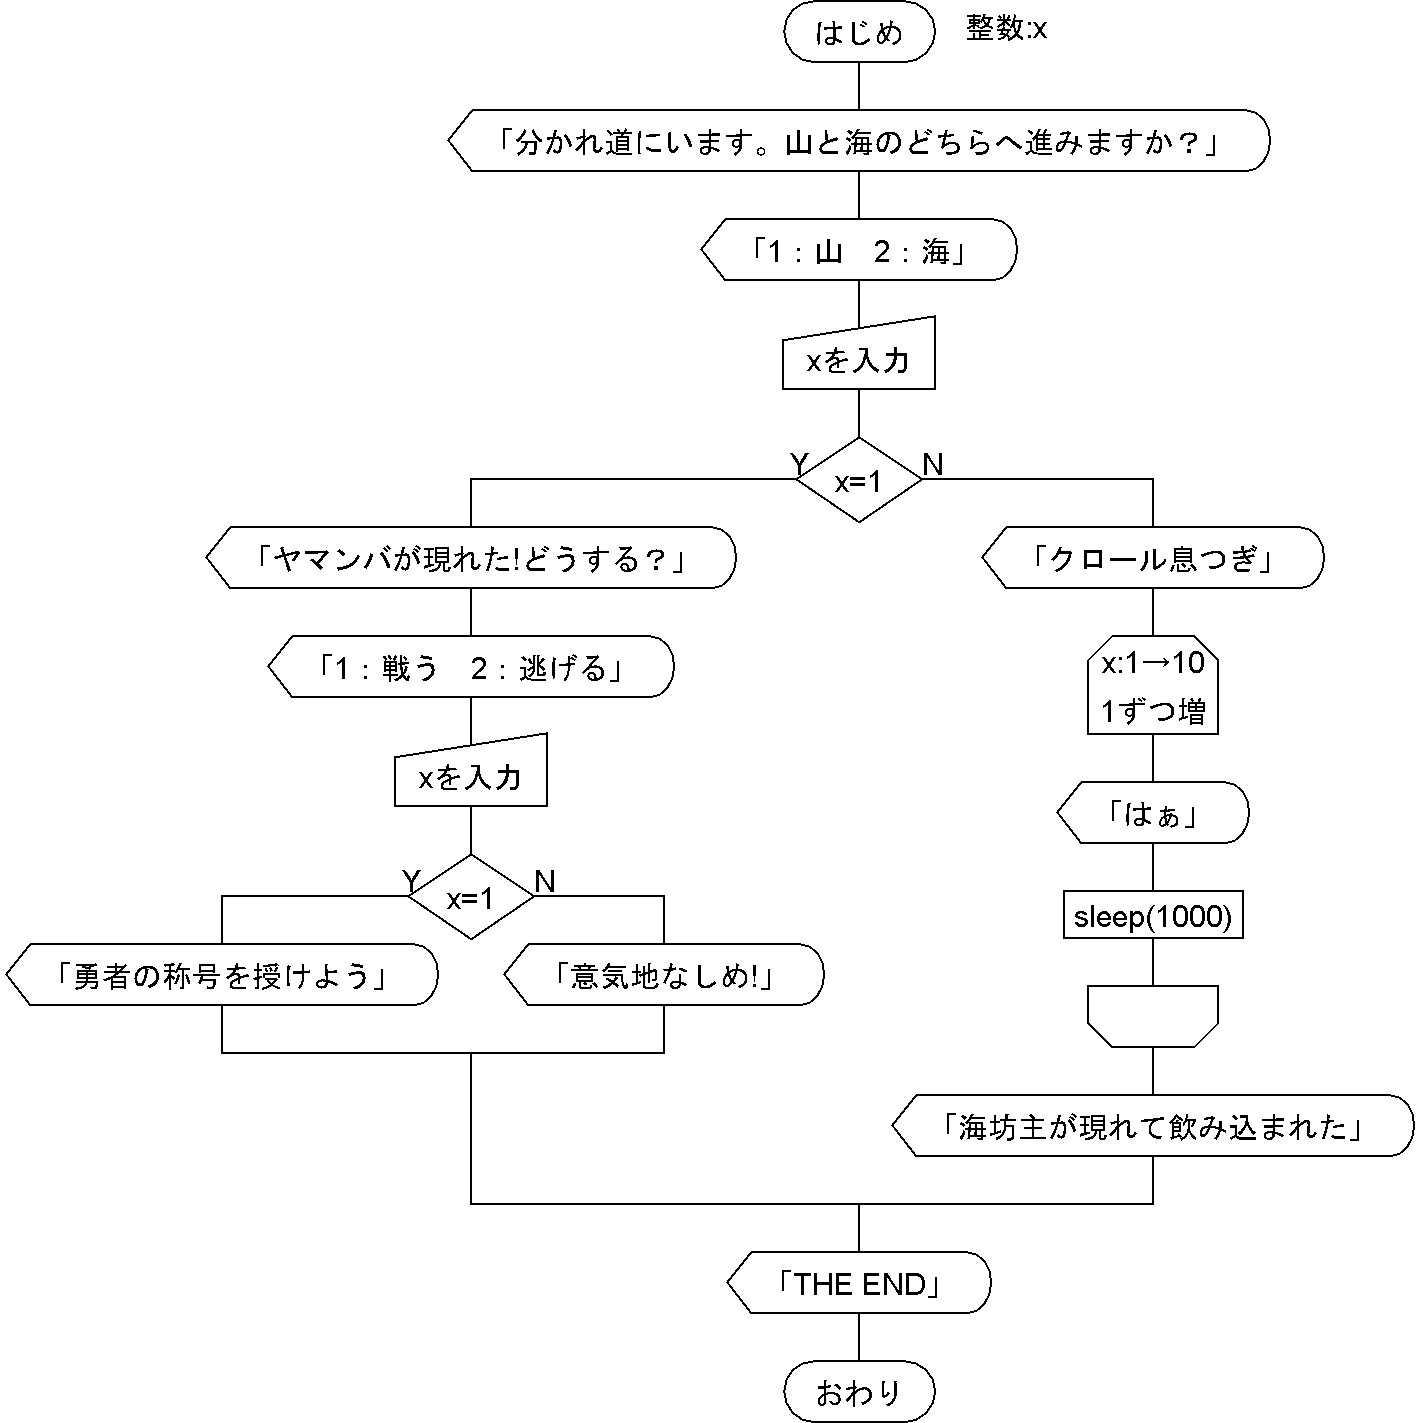 はじめ
整数:x
「分かれ道にいます。山と海のどちらへ進みますか？」
「1：山　2：海」
xを入力
x=1
Y
N
「ヤマンバが現れた!どうする？」
「1：戦う　2：逃げる」
xを入力
x=1
Y
N
「勇者の称号を授けよう」
「意気地なしめ!」
「クロール息つぎ」
x:1→10
1ずつ増
「はぁ」
sleep(1000)
「海坊主が現れて飲み込まれた」
「THE END」
おわり